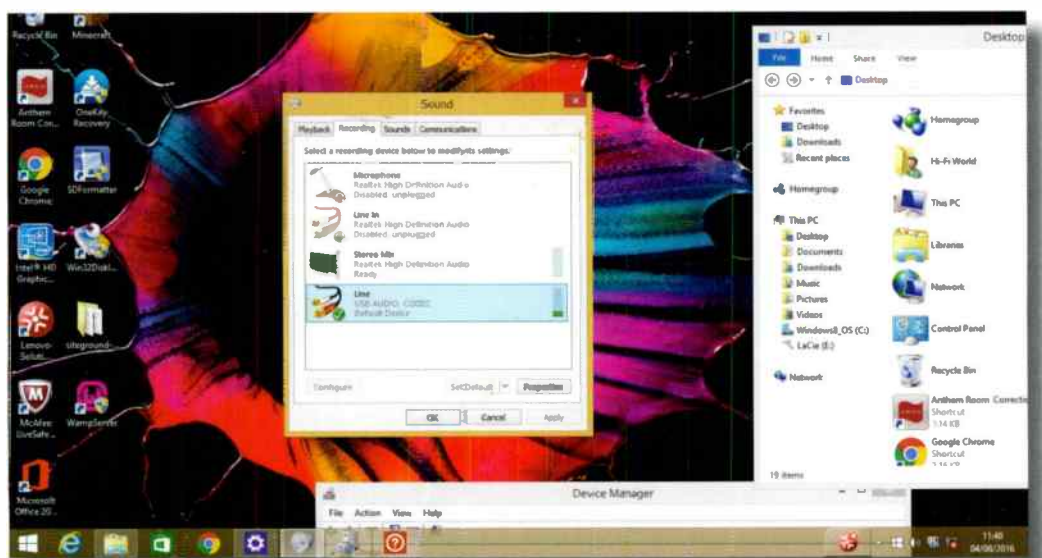 Recycle Bin
Minecraft
Anthem
Room Con...
OneKey
Recovery
Google
Chrome
SDFormatter
Intel® HD
Graphic...
Win32Diskl...
Lenovo
Solut...
siteground-...
McAfee
LiveSafe...
WampServer
Microsoft
Office 20...
Sound
Playback
Recording
Sounds
Communications
Select a recording device below to modify its settings:
Microphone
Realtek High Definition Audio
Disabled, unplugged
Line In
Realtek High Definition Audio
Disabled, unplugged
Stereo Mix
Realtek High Definition Audio
Ready
Line
USB AUDIO CODEC
Default Device
Configure
Set Default
Properties
OK
Cancel
Apply
Desktop
File
Home
Share
View
Desktop
Favorites
Desktop
Downloads
Recent places
Homegroup
This PC
Desktop
Documents
Downloads
Music
Pictures
Videos
Windows8_OS (C:)
LaCie (E:)
Network
Homegroup
Hi-Fi World
This PC
Libraries
Network
Control Panel
Recycle Bin
Anthem Room Correctio
Shortcut
1.14 KB
Google Chrome
Shortcut
19 items
Device Manager
File
Action
View
Help
11:40
04/08/2016